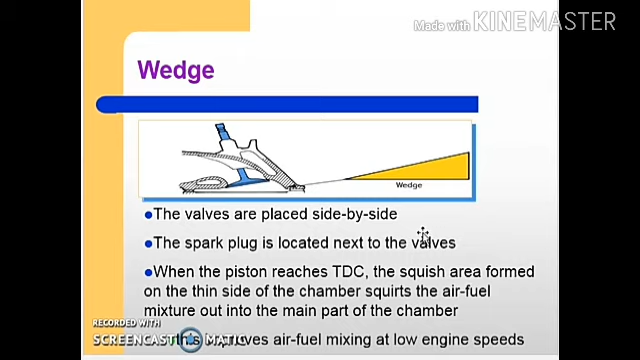 Made with KINEMASTER
Wedge
Wedge
●The valves are placed side-by-side
●The spark plug is located next to the valves
●When the piston reaches TDC, the squish area formed
on the thin side of the chamber squirts the air-fuel
mixture out into the main part of the chamber
RECORDED WITH
this air-fuel mixing at low engine speeds
SCREENCAST MATIC